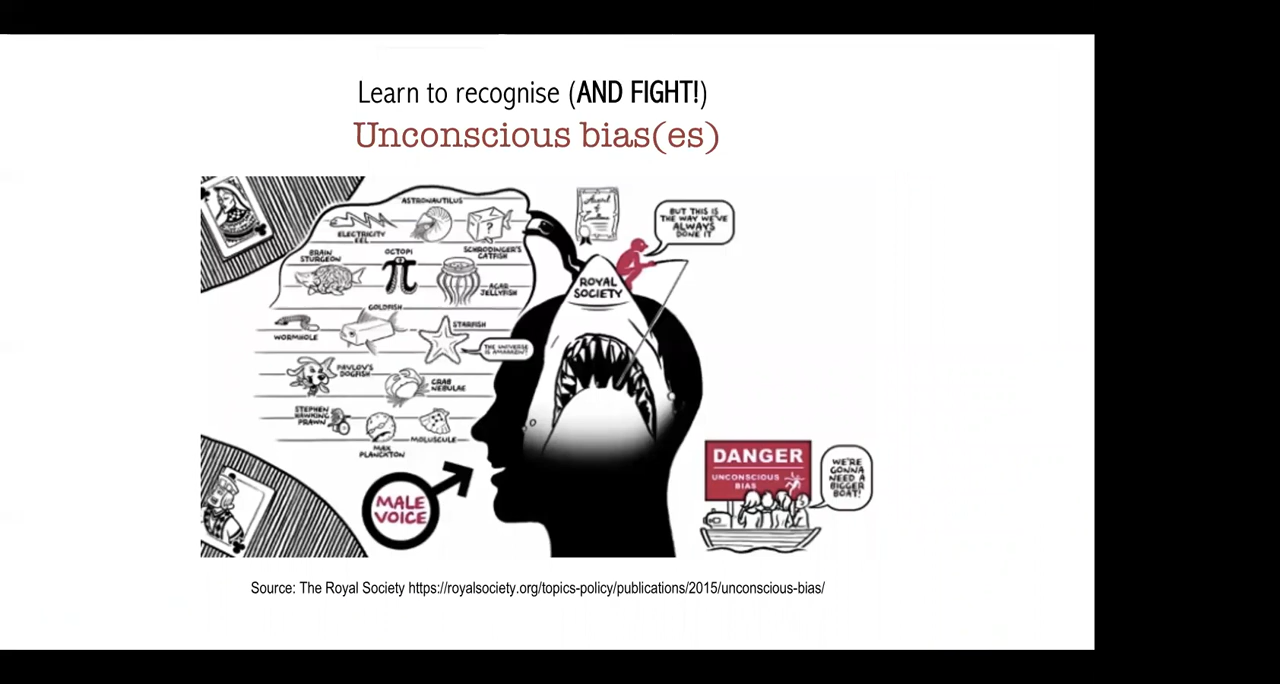 Learn to recognise (AND FIGHT!)
Unconscious bias(es)
ASTRONAUTILUS
ELECTRICITY
EEL
SCHRODINGER'S
CATFISH
BRAIN
STURGEON
OCTOPI
AGAR
JELLYFISH
GOLDFISH
WORMHOLE
STARFISH
THE UNIVERSE
IS AMAAAZIN'!
PAVLOV'S
DOGFISH
CRAB
NEBULAE
STEPHEN
HAWKING
PRAWN
MAX
PLANCKTON
MOLUSCULE
MALE
VOICE
Award
of
BUT THIS IS
THE WAY WE'VE
ALWAYS
DONE IT
ROYAL
SOCIETY
DANGER
UNCONSCIOUS
BIAS
WE'RE
GONNA
NEED A
BIGGER
BOAT!
Source: The Royal Society https://royalsociety.org/topics-policy/publications/2015/unconscious-bias/